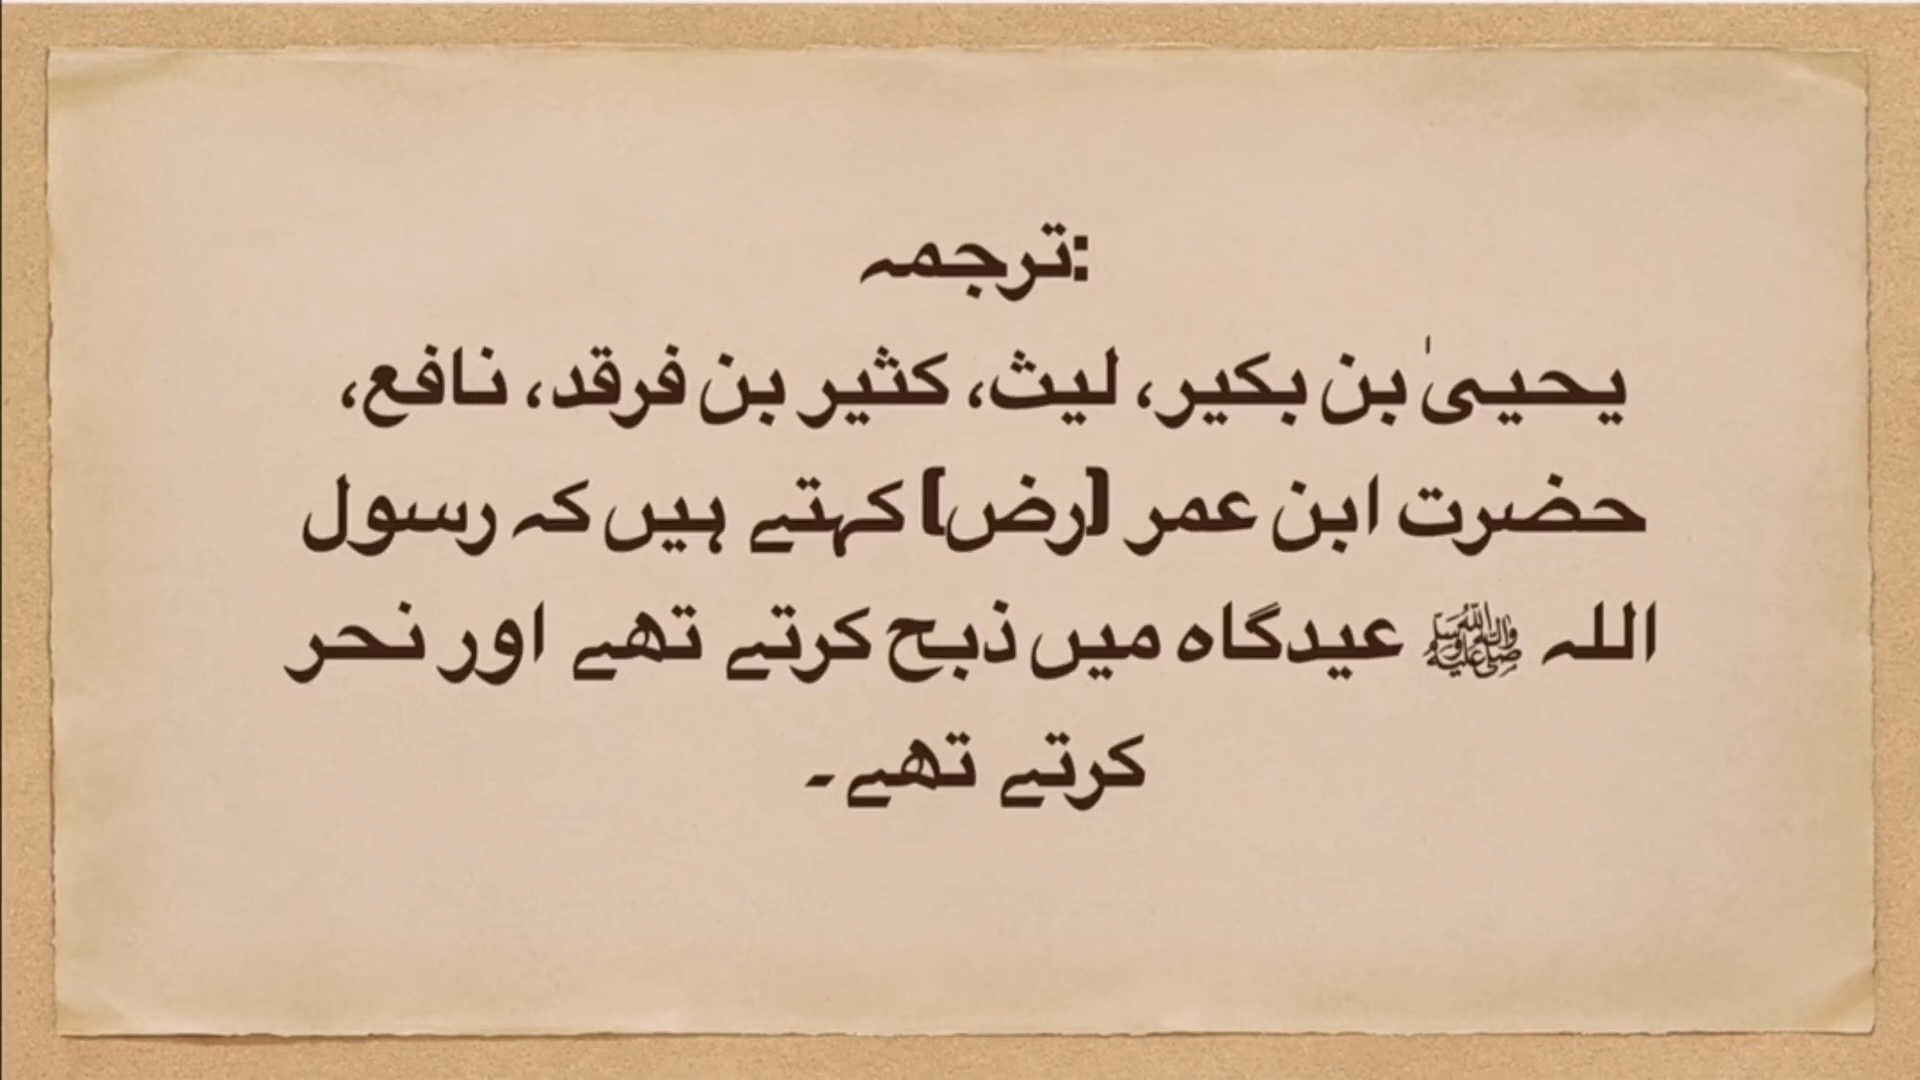 ترجمہ:
یحییٰ بن بکیر، لیث، کثیر بن فرقد، نافع،
حضرت ابن عمر (رض) کہتے ہیں کہ رسول
اللہ ﷺ عیدگاہ میں ذبح کرتے تھے اور نحر
کرتے تھے۔